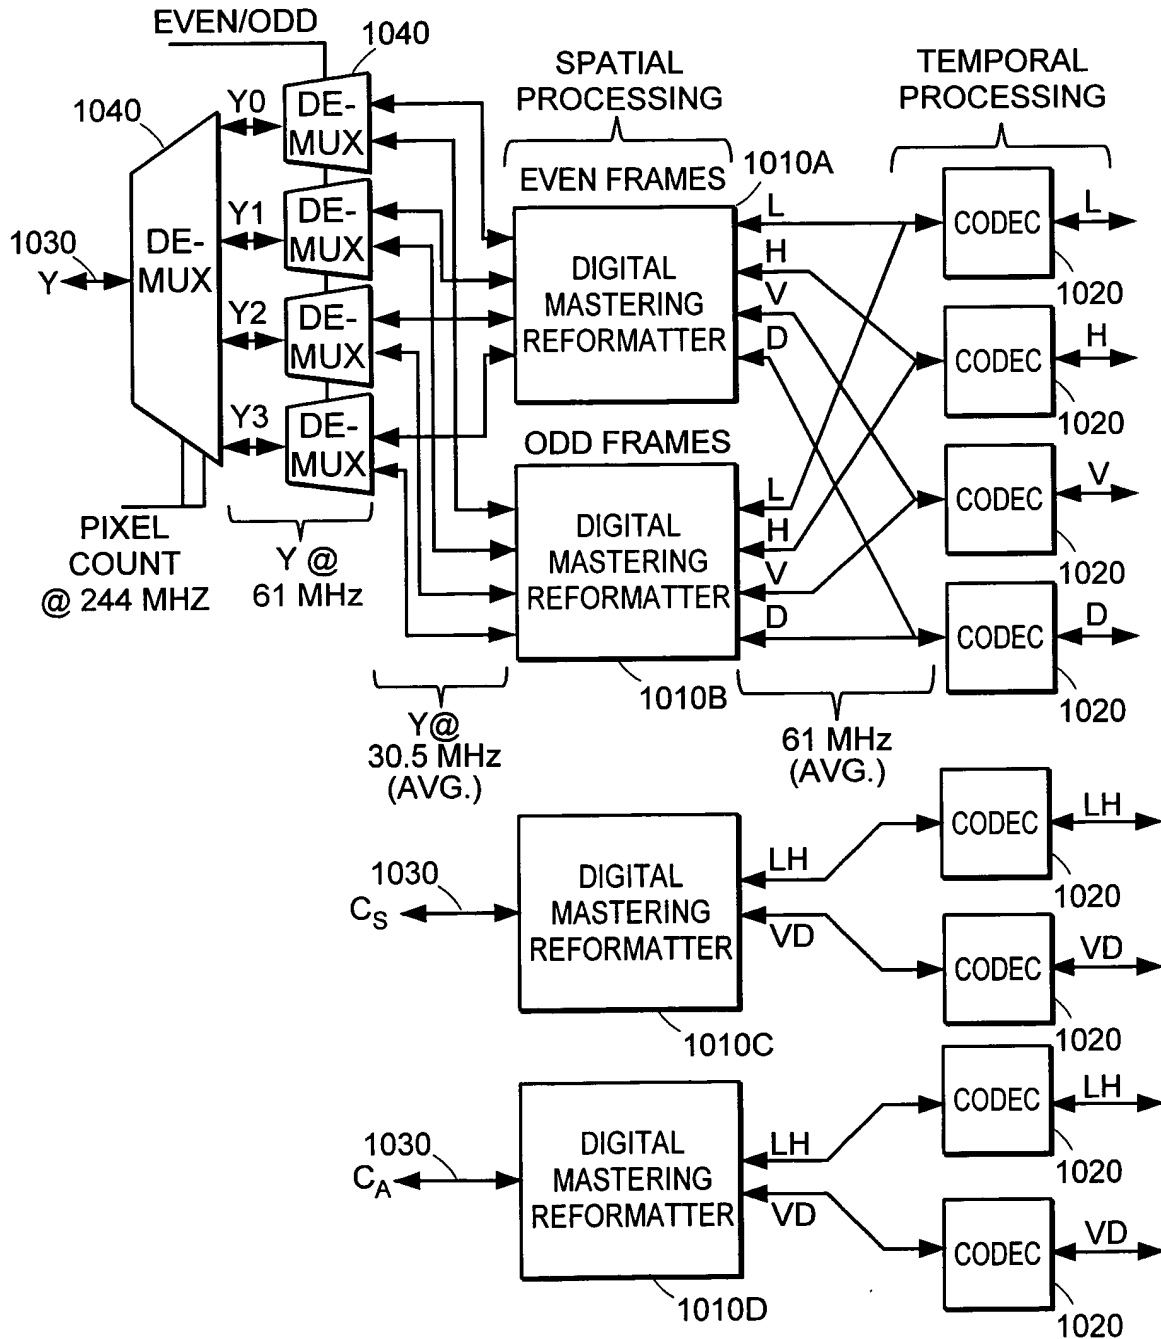 EVEN/ODD
1040
1040
Y0
DE-
MUX
SPATIAL
PROCESSING
TEMPORAL
PROCESSING
EVEN FRAMES
1010A
Y1
DE-
MUX
1030
Y
DE-
MUX
Y2
DE-
MUX
Y3
DE-
MUX
DIGITAL
MASTERING
REFORMATTER
L
H
V
D
CODEC
L
1020
CODEC
H
1020
ODD FRAMES
DIGITAL
MASTERING
REFORMATTER
L
H
V
D
CODEC
V
1020
CODEC
D
1020
PIXEL
COUNT
@ 244 MHZ
Y @
61 MHz
1010B
Y@
30.5 MHz
(AVG.)
61 MHz
(AVG.)
1030
CS
DIGITAL
MASTERING
REFORMATTER
LH
VD
CODEC
LH
1020
CODEC
VD
1020
1010C
1030
CA
DIGITAL
MASTERING
REFORMATTER
LH
VD
CODEC
LH
1020
CODEC
VD
1020
1010D